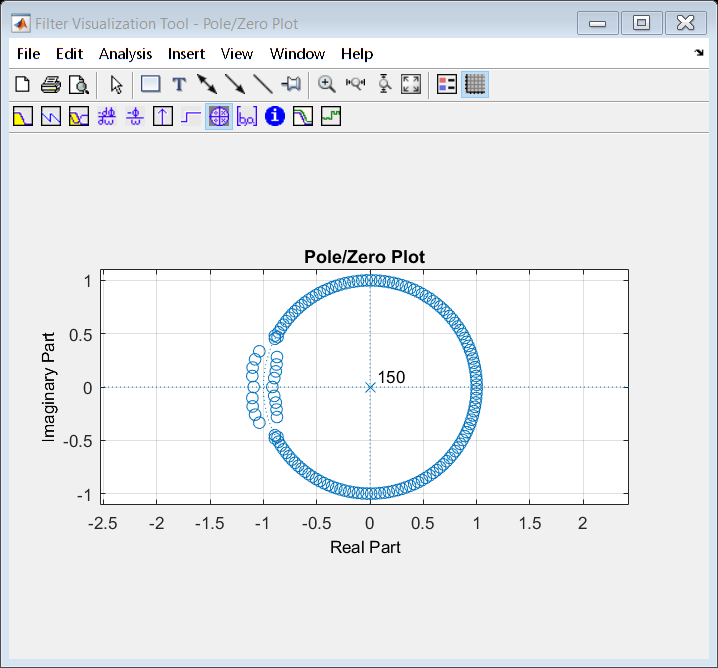 Filter Visualization Tool - Pole/Zero Plot
File Edit Analysis Insert View Window Help
Pole/Zero Plot
1
0.5
0
-0.5
-1
Imaginary Part
150
-2.5 -2 -1.5 -1 -0.5 0 0.5 1 1.5 2
Real Part